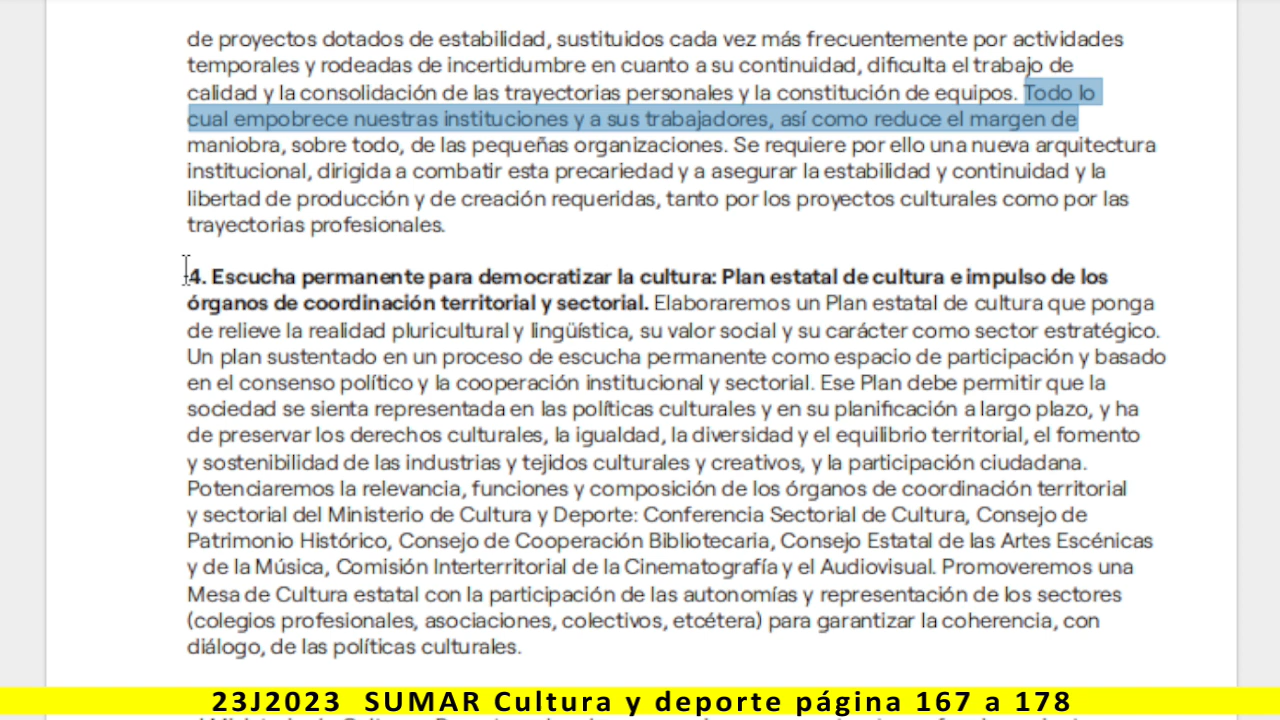 de proyectos dotados de estabilidad, sustituidos cada vez más frecuentemente por actividades
temporales y rodeadas de incertidumbre en cuanto a su continuidad, dificulta el trabajo de
calidad y la consolidación de las trayectorias personales y la constitución de equipos. Todo lo
cual empobrece nuestras instituciones y a sus trabajadores, así como reduce el margen de
maniobra, sobre todo, de las pequeñas organizaciones. Se requiere por ello una nueva arquitectura
institucional, dirigida a combatir esta precariedad y a asegurar la estabilidad y continuidad y la
libertad de producción y de creación requeridas, tanto por los proyectos culturales como por las
trayectorias profesionales.
4. Escucha permanente para democratizar la cultura: Plan estatal de cultura e impulso de los
órganos de coordinación territorial y sectorial. Elaboraremos un Plan estatal de cultura que ponga
de relieve la realidad pluricultural y lingüística, su valor social y su carácter como sector estratégico.
Un plan sustentado en un proceso de escucha permanente como espacio de participación y basado
en el consenso político y la cooperación institucional y sectorial. Ese Plan debe permitir que la
sociedad se sienta representada en las políticas culturales y en su planificación a largo plazo, y ha
de preservar los derechos culturales, la igualdad, la diversidad y el equilibrio territorial, el fomento
y sostenibilidad de las industrias y tejidos culturales y creativos, y la participación ciudadana.
Potenciaremos la relevancia, funciones y composición de los órganos de coordinación territorial
y sectorial del Ministerio de Cultura y Deporte: Conferencia Sectorial de Cultura, Consejo de
Patrimonio Histórico, Consejo de Cooperación Bibliotecaria, Consejo Estatal de las Artes Escénicas
y de la Música, Comisión Interterritorial de la Cinematografía y el Audiovisual. Promoveremos una
Mesa de Cultura estatal con la participación de las autonomías y representación de los sectores
(colegios profesionales, asociaciones, colectivos, etcétera) para garantizar la coherencia, con
diálogo, de las políticas culturales.
23J2023 SUMAR Cultura y deporte página 167 a 178